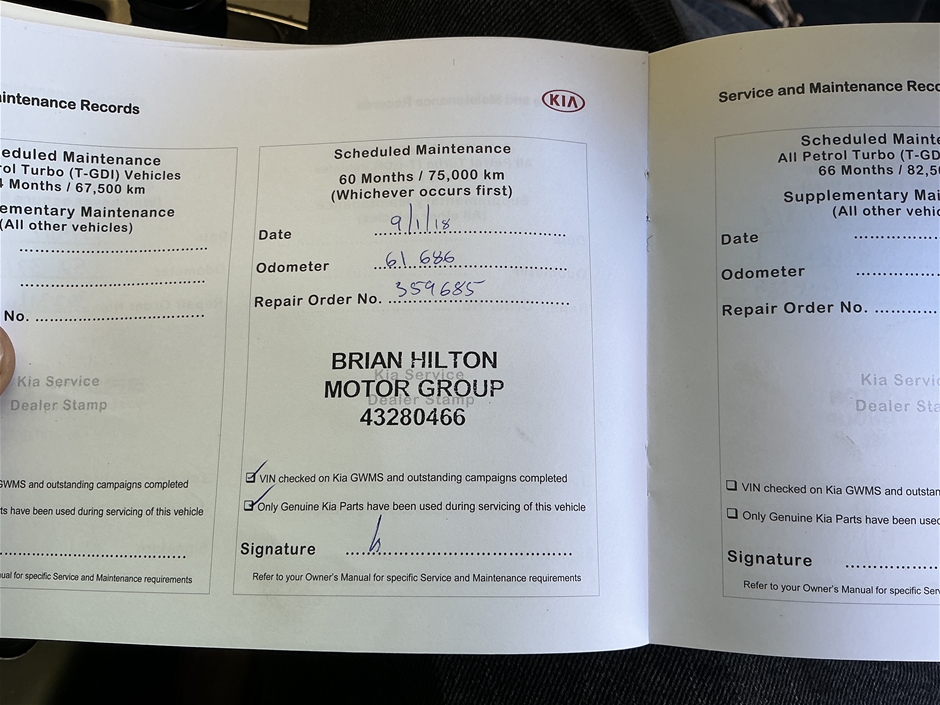 intenance Records
eduled Maintenance
rol Turbo (T-GDI) Vehicles
4 Months / 67,500 km
ementary Maintenance
(All other vehicles)
No.
Kia Service
Dealer Stamp
GWMS and outstanding campaigns completed
ts have been used during servicing of this vehicle
ual for specific Service and Maintenance requirements
KIA
Scheduled Maintenance
60 Months / 75,000 km
(Whichever occurs first)
Date 9/1/18
Odometer 61 686
Repair Order No. 359685
Kia Service
Dealer Stamp
BRIAN HILTON
MOTOR GROUP
43280466
VIN checked on Kia GWMS and outstanding campaigns completed
Only Genuine Kia Parts have been used during servicing of this vehicle
Signature
Refer to your Owner's Manual for specific Service and Maintenance requirements
Service and Maintenance Reco
Scheduled Mainte
All Petrol Turbo (T-GD
66 Months / 82,50
Supplementary Mai
(All other vehic
Date
Odometer
Repair Order No.
Kia Servic
Dealer Sta
VIN checked on Kia GWMS and outstan
Only Genuine Kia Parts have been used
Signature
Refer to your Owner's Manual for specific Serv